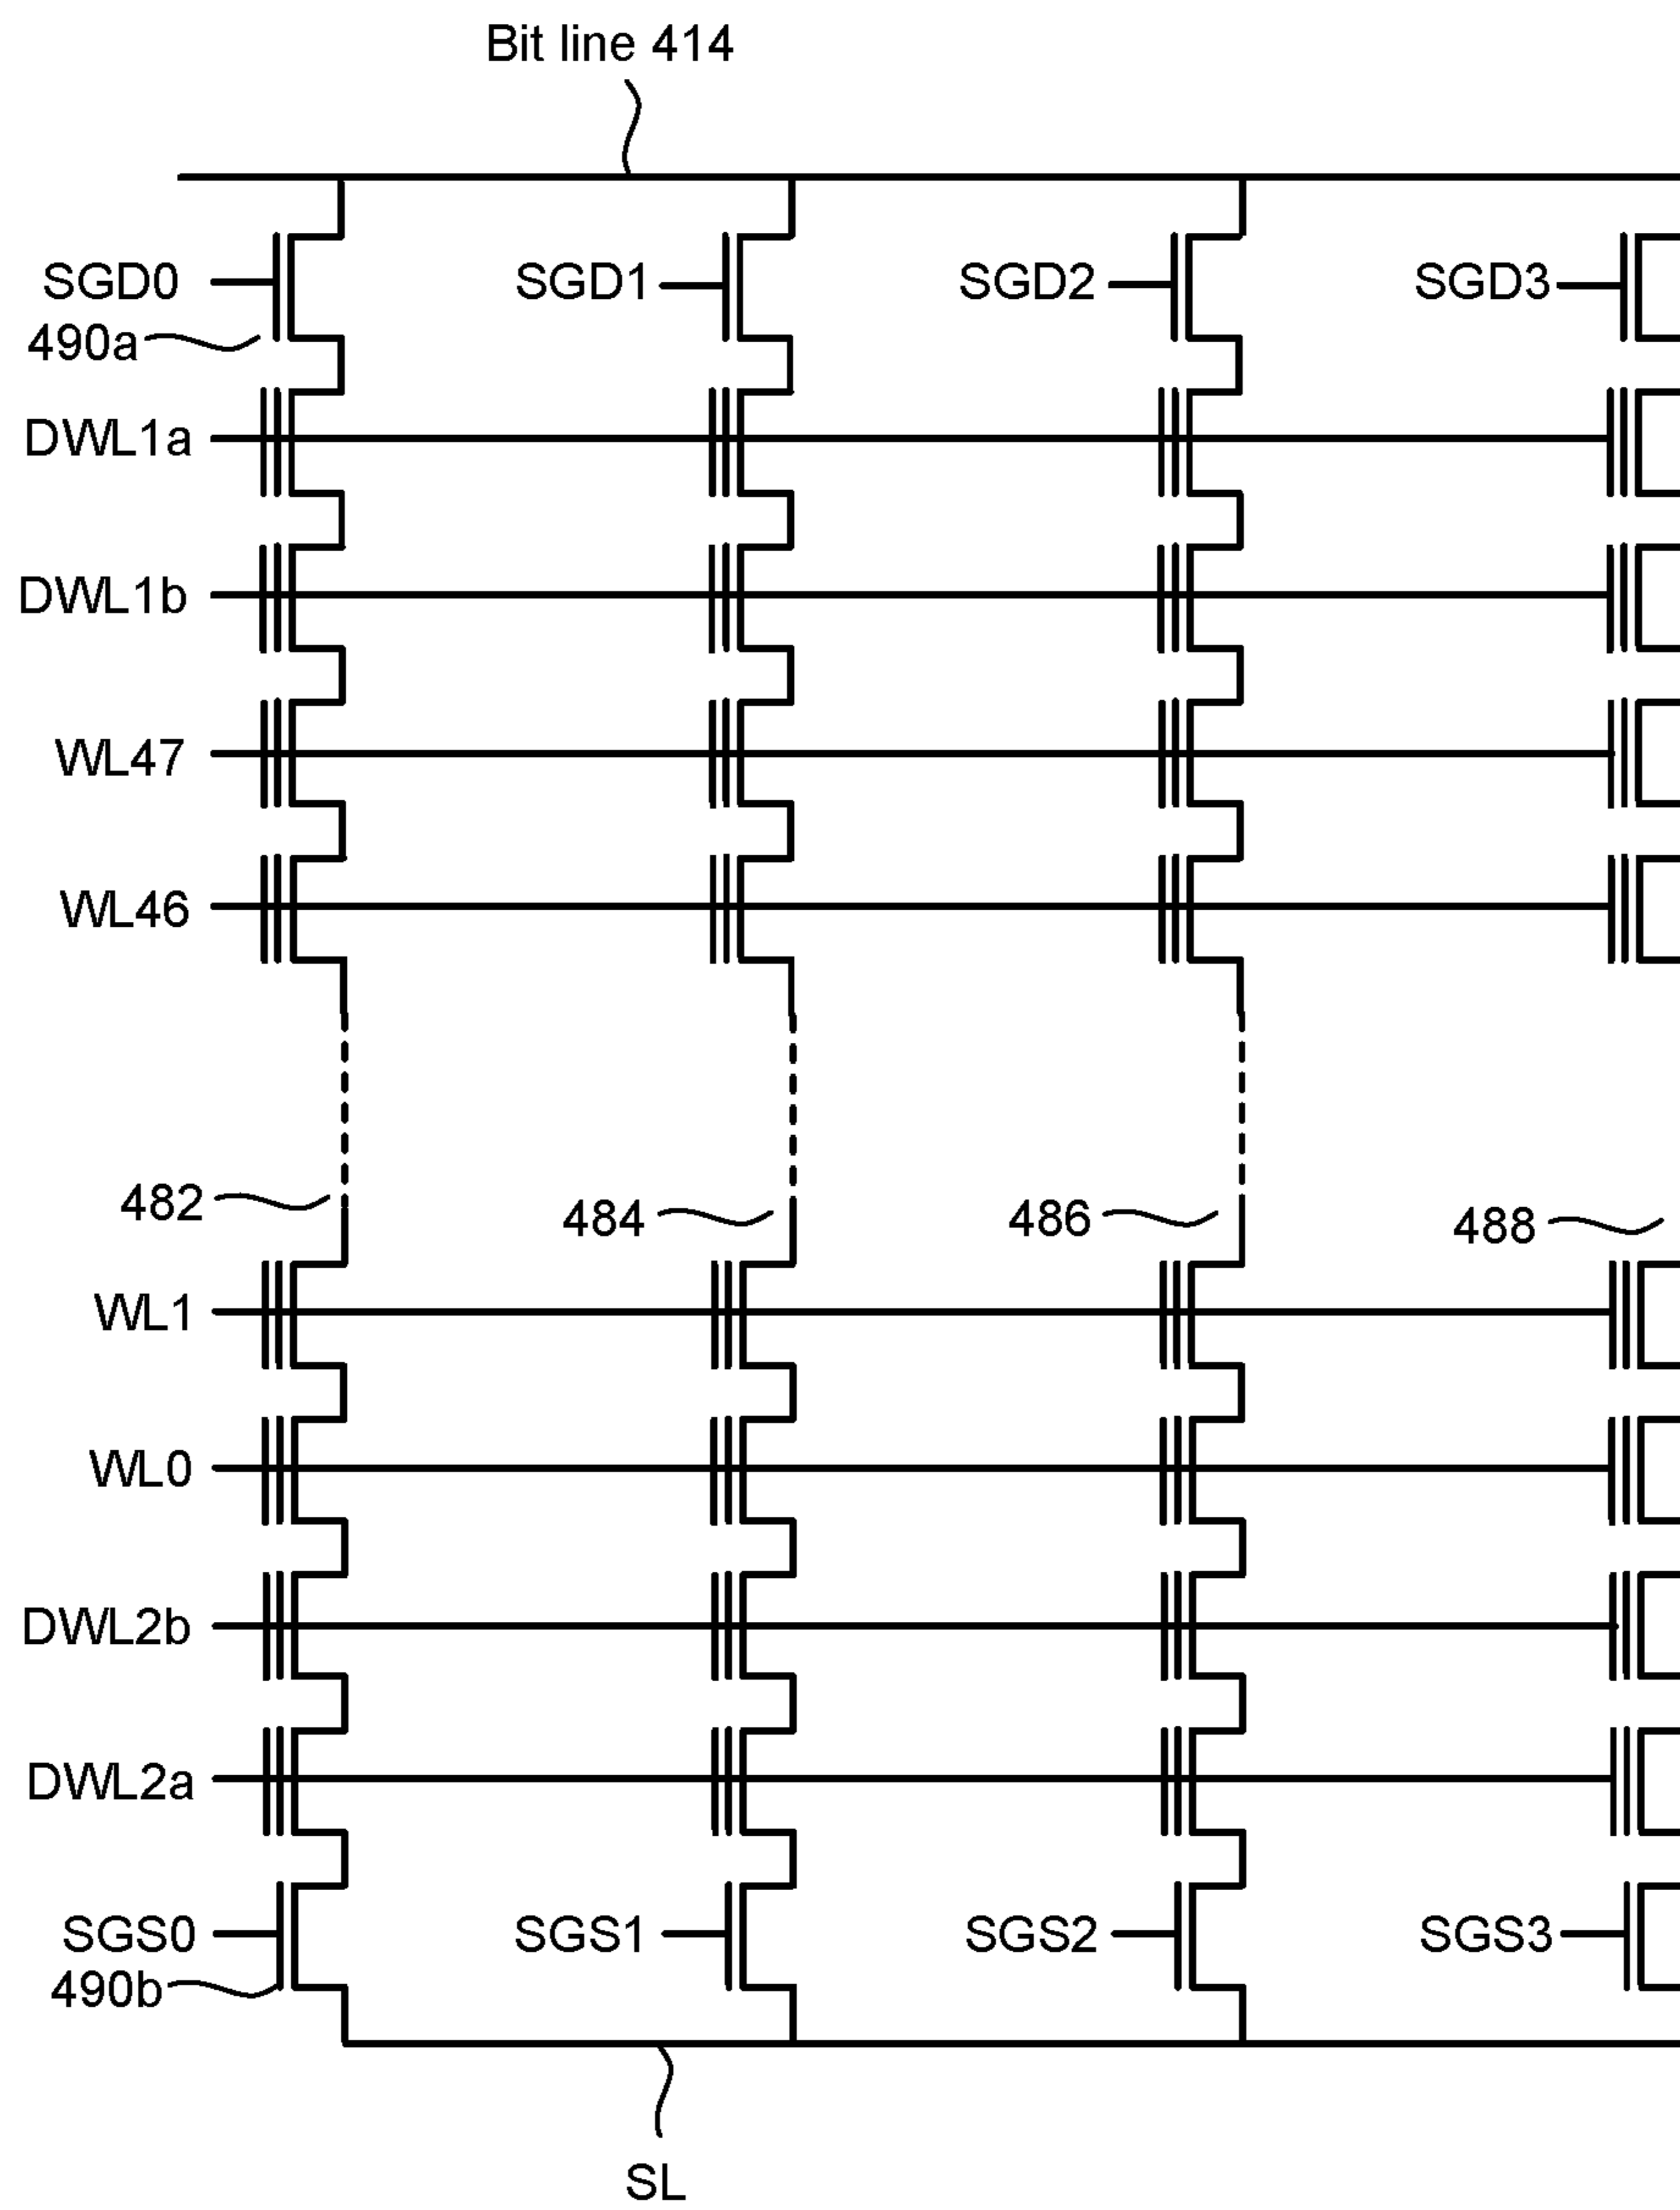 Bit line 414
SGD0 SGD1 SGD2 SGD3
490a
DWL1a
DWL1b
WL47
WL46
482 484 486 488
WL1
WL0
DWL2b
DWL2a
SGS0 SGS1 SGS2 SGS3
490b
SL